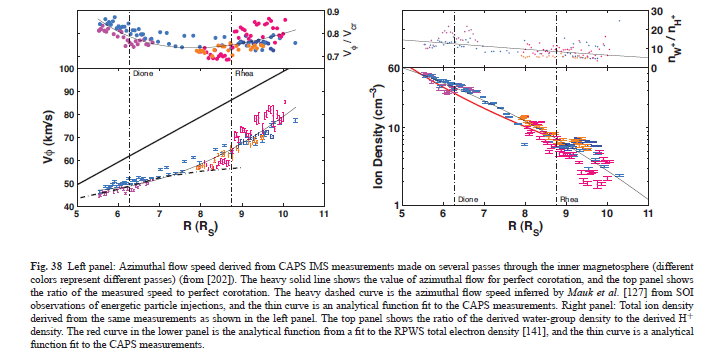 0.9
0.8
0.7
Vϕ / Vcr
Dione
Rhea
100
90
80
70
60
50
40
Vϕ (km/s)
5 6 7 8 9 10 11
R (RS)
30
20
10
0
nW+ / nH+
60
10
1
Ion Density (cm⁻³)
Dione
Rhea
5 6 7 8 9 10 11
R (RS)
Fig. 38 Left panel: Azimuthal flow speed derived from CAPS IMS measurements made on several passes through the inner magnetosphere (different
colors represent different passes) (from [202]). The heavy solid line shows the value of azimuthal flow for perfect corotation, and the top panel shows
the ratio of the measured speed to perfect corotation. The heavy dashed curve is the azimuthal flow speed inferred by Mauk et al. [127] from SOI
observations of energetic particle injections, and the thin curve is an analytical function fit to the CAPS measurements. Right panel: Total ion density
derived from the same measurements as shown in the left panel. The top panel shows the ratio of the derived water-group density to the derived H+
density. The red curve in the lower panel is the analytical function from a fit to the RPWS total electron density [141], and the thin curve is a analytical
function fit to the CAPS measurements.